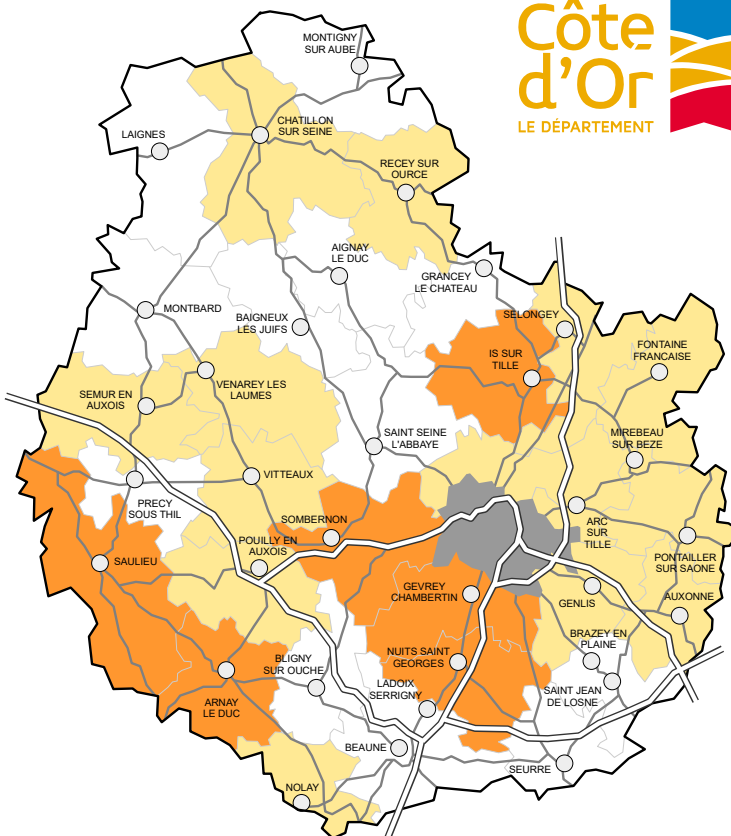 Côte
d'Or
LE DÉPARTEMENT
MONTIGNY
SUR AUBE
CHATILLON
SUR SEINE
LAIGNES
RECEY SUR
OURCE
AIGNAY
LE DUC
GRANCEY
LE CHATEAU
MONTBARD
BAIGNEUX
LES JUIFS
SELONGEY
FONTAINE
FRANCAISE
IS SUR
TILLE
VENAREY LES
LAUMES
SEMUR EN
AUXOIS
SAINT SEINE
L'ABBAYE
MIREBEAU
SUR BEZE
VITTEAUX
PRECY
SOUS THIL
SOMBERNON
ARC
SUR
TILLE
POUILLY EN
AUXOIS
PONTAILLER
SUR SAONE
SAULIEU
GEVREY
CHAMBERTIN
GENLIS
AUXONNE
BRAZEY EN
PLAINE
NUITS SAINT
GEORGES
BLIGNY
SUR OUCHE
LADOIX
SERRIGNY
SAINT JEAN
DE LOSNE
ARNAY
LE DUC
BEAUNE
SEURRE
NOLAY